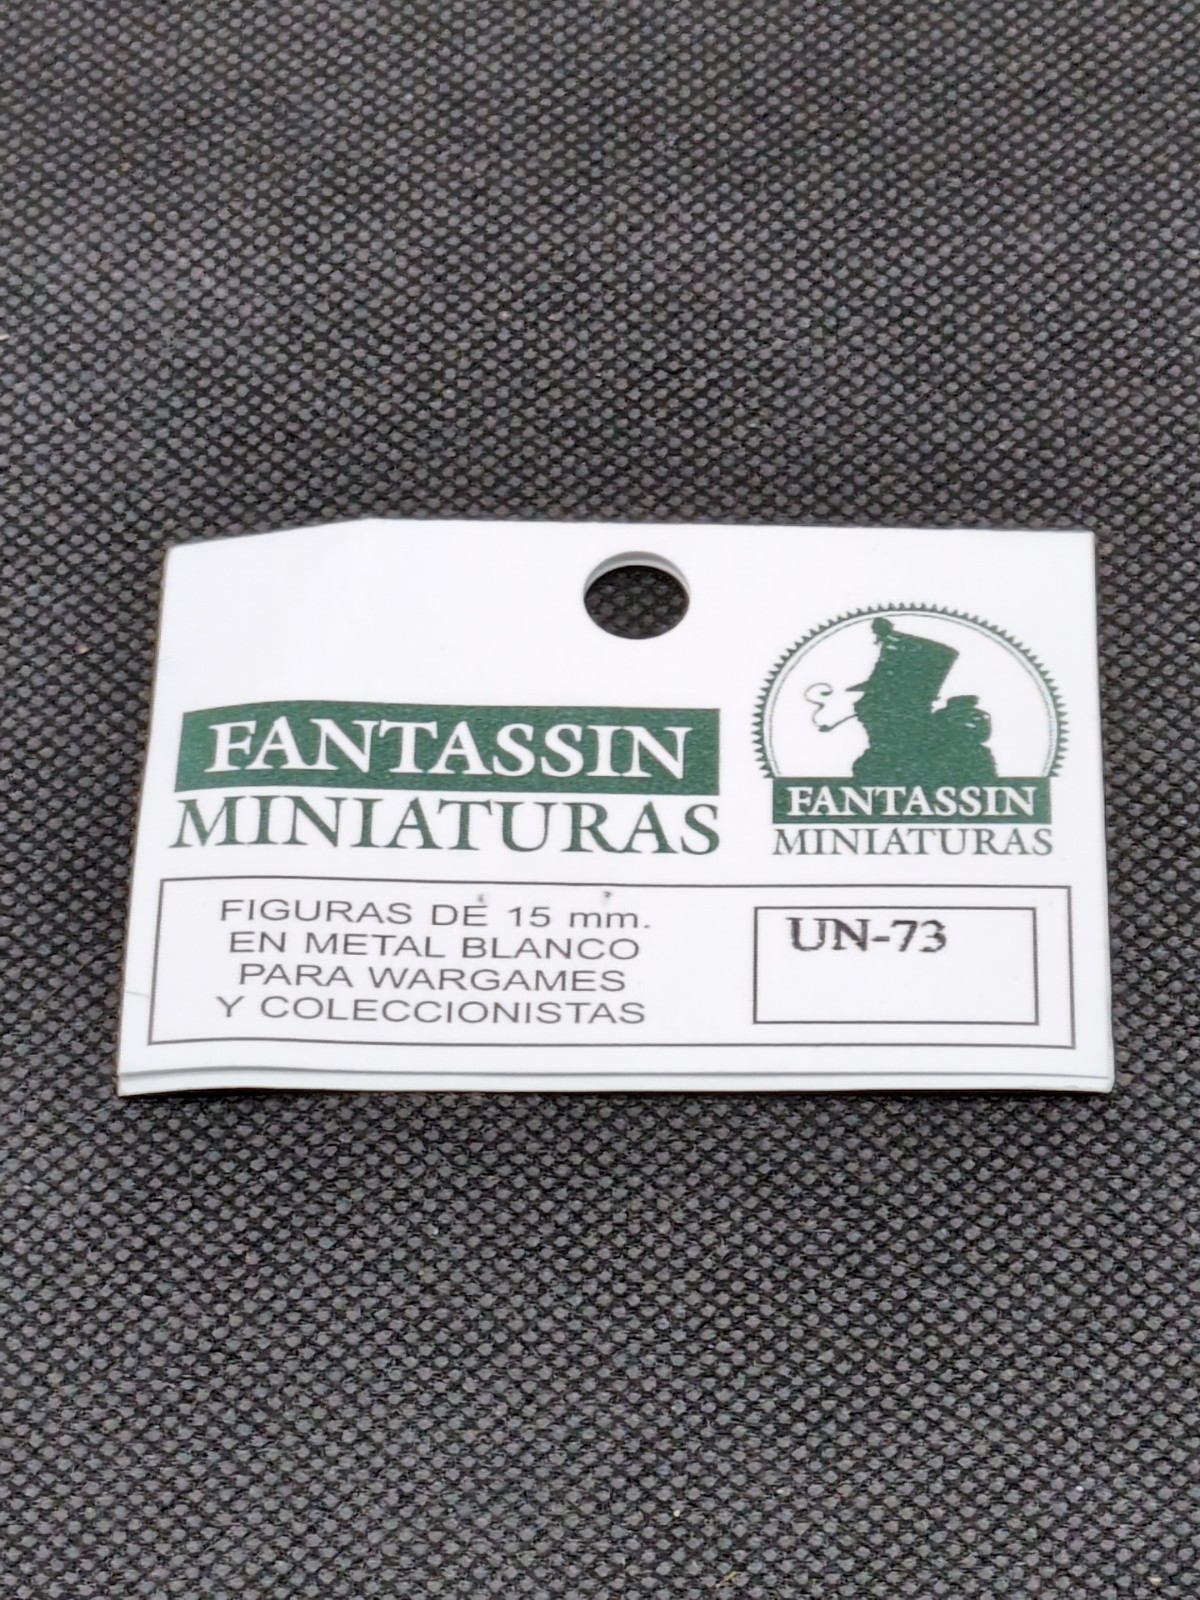 FANTASSIN
MINIATURAS
FANTASSIN
MINIATURAS
FIGURAS DE 15 mm.
EN METAL BLANCO
PARA WARGAMES
Y COLECCIONISTAS
UN-73